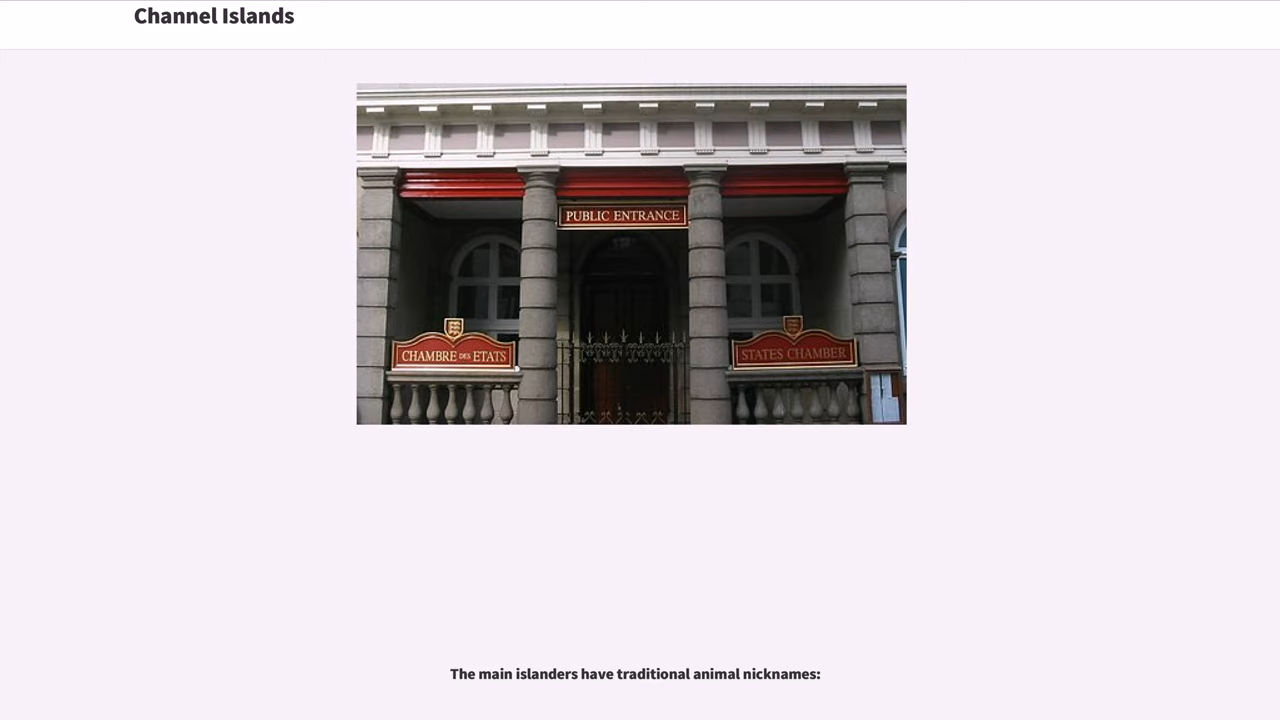 Channel Islands
PUBLIC ENTRANCE
CHAMBRE DES ETATS
STATES CHAMBER
The main islanders have traditional animal nicknames: